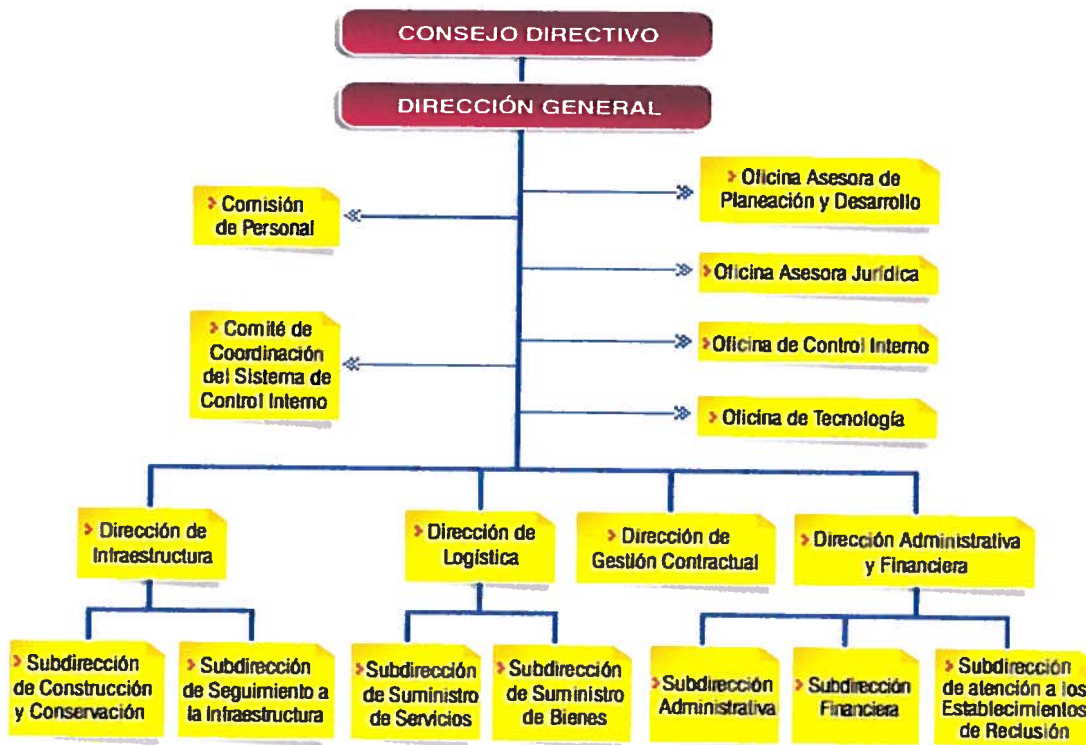 CONSEJO DIRECTIVO
DIRECCIÓN GENERAL
Comisión
de Personal
Comité de
Coordinación
del Sistema de
Control Interno
Oficina Asesora de
Planeación y Desarrollo
Oficina Asesora Jurídica
Oficina de Control Interno
Oficina de Tecnología
Dirección de
Infraestructura
Dirección de
Logística
Dirección de
Gestión Contractual
Dirección Administrativa
y Financiera
Subdirección
de Construcción
y Conservación
Subdirección
de Seguimiento a
la Infraestructura
Subdirección
de Suministro
de Servicios
Subdirección
de Suministro
de Bienes
Subdirección
Administrativa
Subdirección
Financiera
Subdirección
de atención a los
Establecimientos
de Reclusión